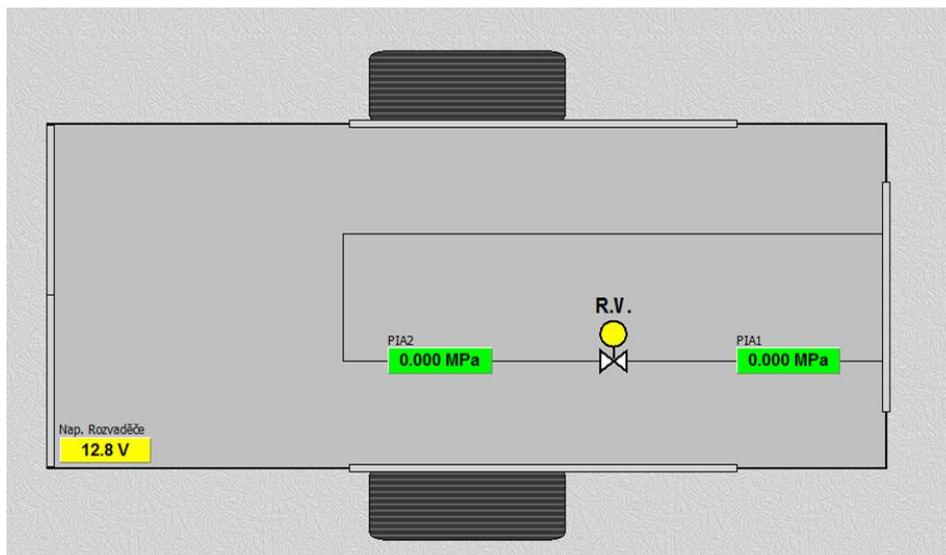 R.V.
PIA2
0.000 MPa
PIA1
0.000 MPa
Nap. Rozvaděče
12.8 V